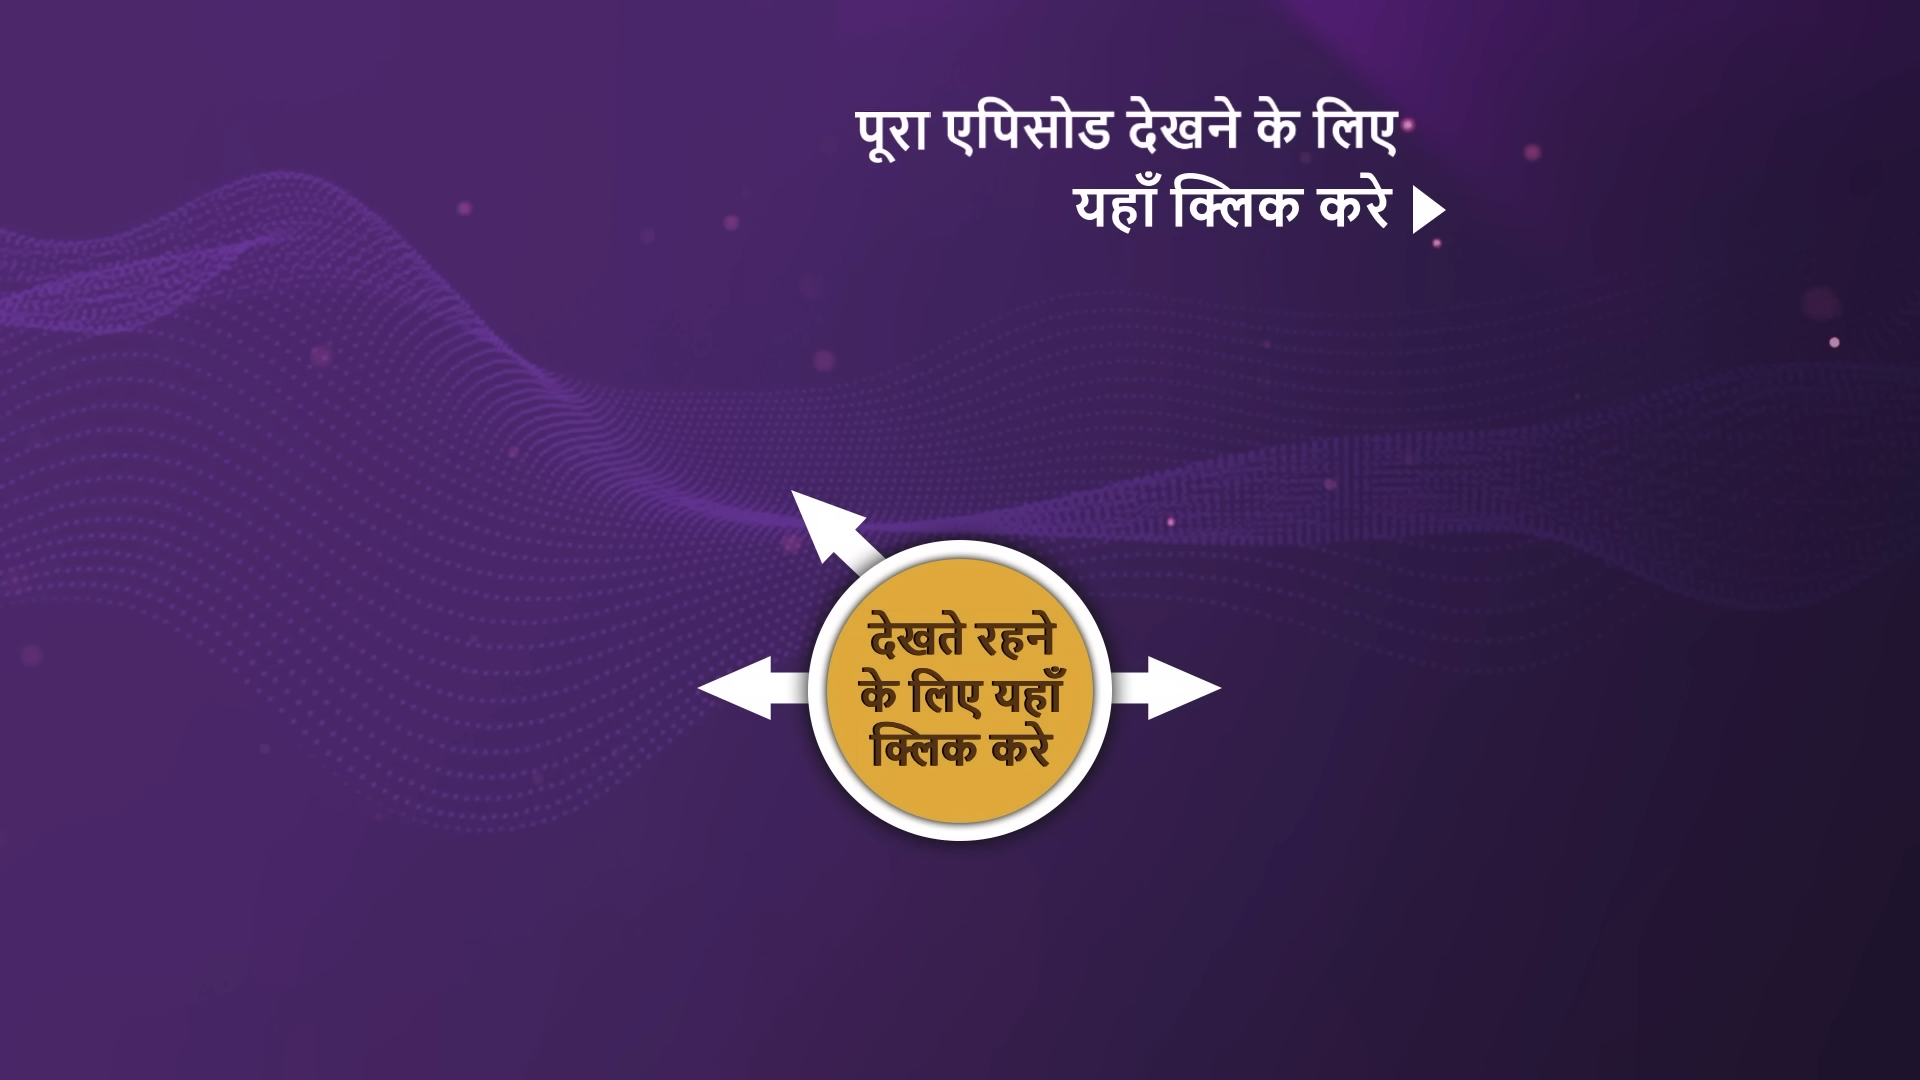 पूरा एपिसोड देखने के लिए
यहाँ क्लिक करे
देखते रहने
के लिए यहाँ
क्लिक करे